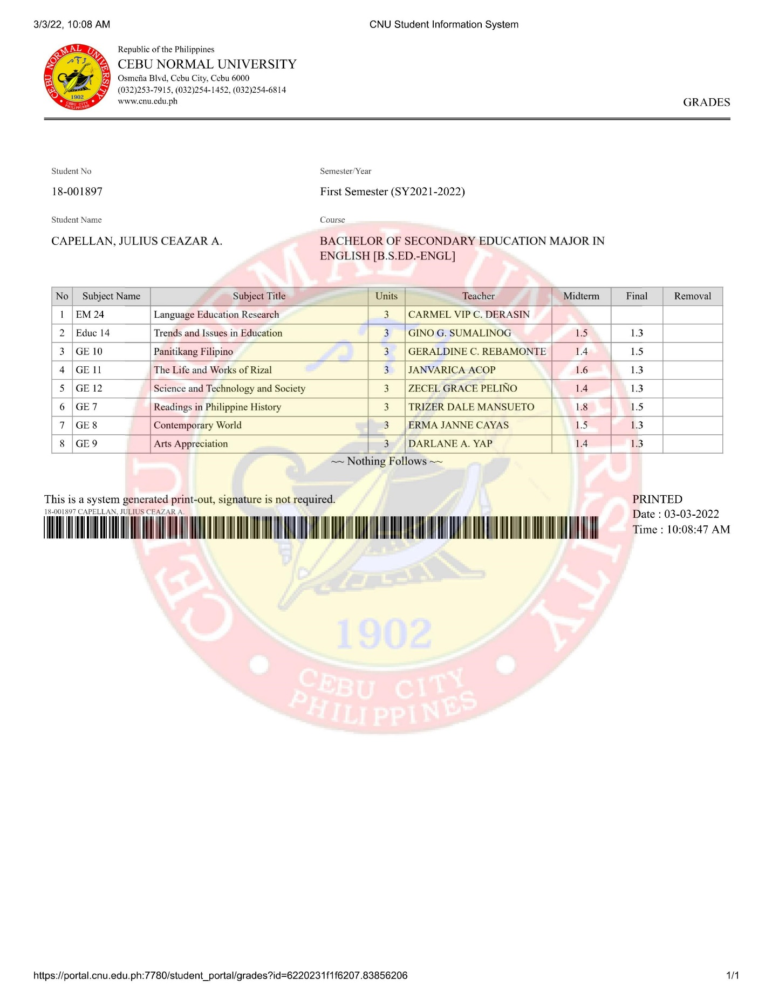 3/3/22, 10:08 AM CNU Student Information System
CEBU NORMAL UNIVERSITY
1902
CEBU CITY
PHILIPPINES
Republic of the Philippines
CEBU NORMAL UNIVERSITY
Osmeña Blvd, Cebu City, Cebu 6000
(032)253-7915, (032)254-1452, (032)254-6814
www.cnu.edu.ph
GRADES
Student No Semester/Year
18-001897 First Semester (SY2021-2022)
Student Name Course
CAPELLAN, JULIUS CEAZAR A. BACHELOR OF SECONDARY EDUCATION MAJOR IN
ENGLISH [B.S.ED.-ENGL]
No Subject Name Subject Title Units Teacher Midterm Final Removal
1 EM 24 Language Education Research 3 CARMEL VIP C. DERASIN
2 Educ 14 Trends and Issues in Education 3 GINO G. SUMALINOG 1.5 1.3
3 GE 10 Panitikang Filipino 3 GERALDINE C. REBAMONTE 1.4 1.5
4 GE 11 The Life and Works of Rizal 3 JANVARICA ACOP 1.6 1.3
5 GE 12 Science and Technology and Society 3 ZECEL GRACE PELIÑO 1.4 1.3
6 GE 7 Readings in Philippine History 3 TRIZER DALE MANSUETO 1.8 1.5
7 GE 8 Contemporary World 3 ERMA JANNE CAYAS 1.5 1.3
8 GE 9 Arts Appreciation 3 DARLANE A. YAP 1.4 1.3
~~ Nothing Follows ~~
This is a system generated print-out, signature is not required. PRINTED
18-001897 CAPELLAN, JULIUS CEAZAR A.
Date : 03-03-2022
Time : 10:08:47 AM
CEBU NORMAL UNIVERSITY
1902
CEBU CITY
PHILIPPINES
https://portal.cnu.edu.ph:7780/student_portal/grades?id=6220231f1f6207.83856206 1/1